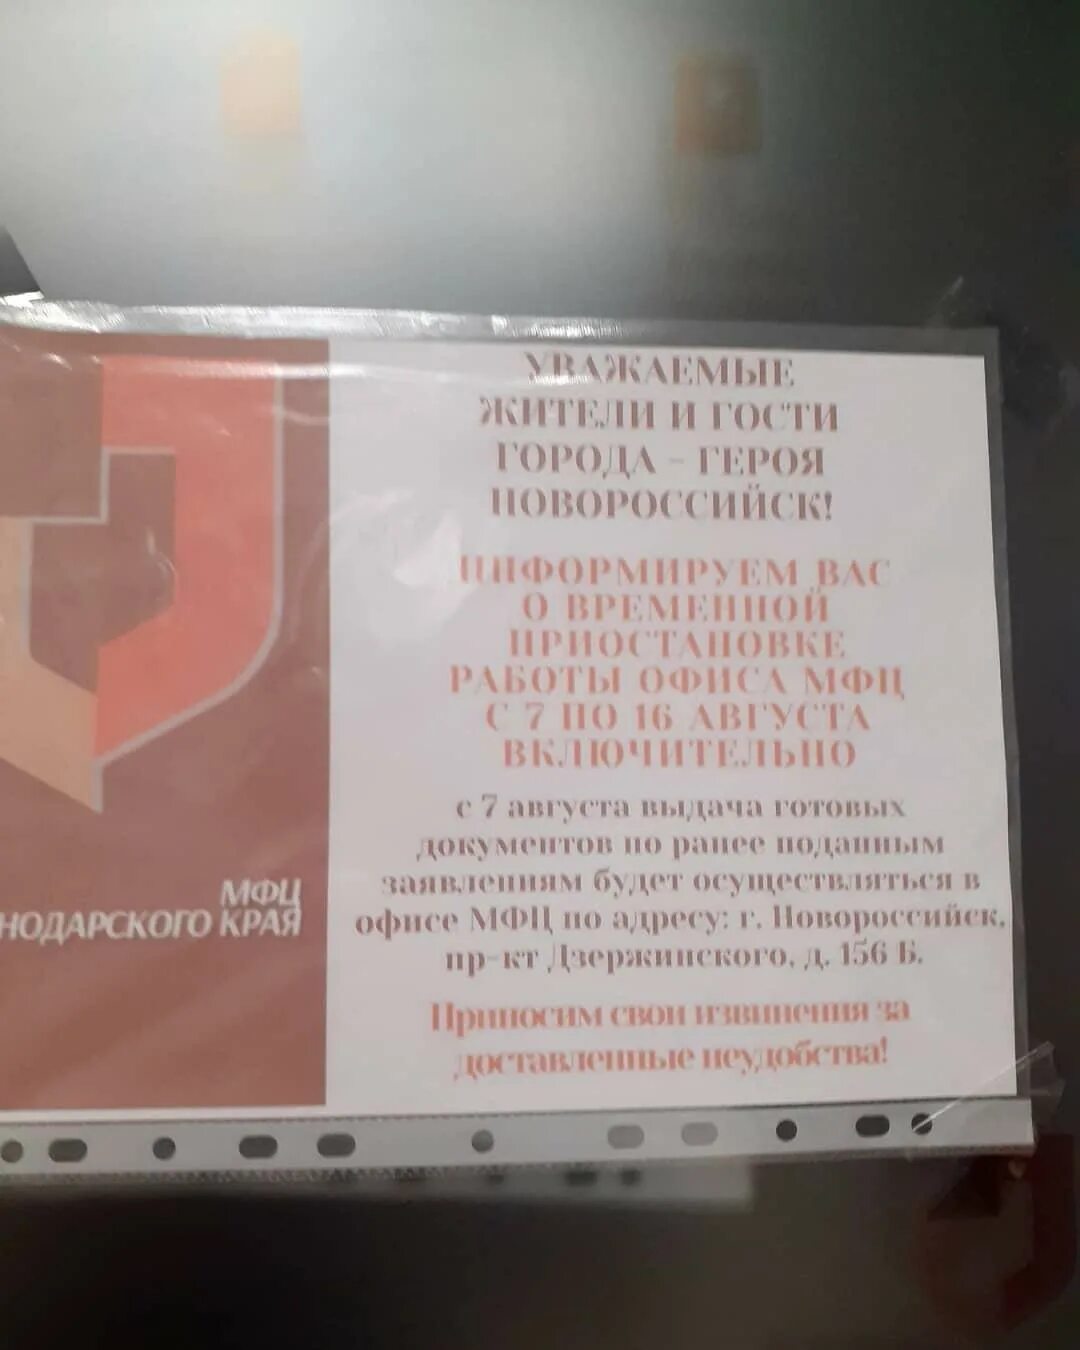 УВАЖАЕМЫЕ
ЖИТЕЛИ И ГОСТИ
ГОРОДА - ГЕРОЯ
НОВОРОССИЙСК!
ИНФОРМИРУЕМ ВАС
О ВРЕМЕННОЙ
ПРИОСТАНОВКЕ
РАБОТЫ ОФИСА МФЦ
С 7 ПО 16 АВГУСТА
ВКЛЮЧИТЕЛЬНО
с 7 августа выдача готовых
документов по ранее поданным
заявлениям будет осуществляться в
офисе МФЦ по адресу: г. Новороссийск,
пр-кт Дзержинского, д. 156 Б.
Приносим свои извинения за
доставленные неудобства!
МФЦ
НОДАРСКОГО КРАЯ